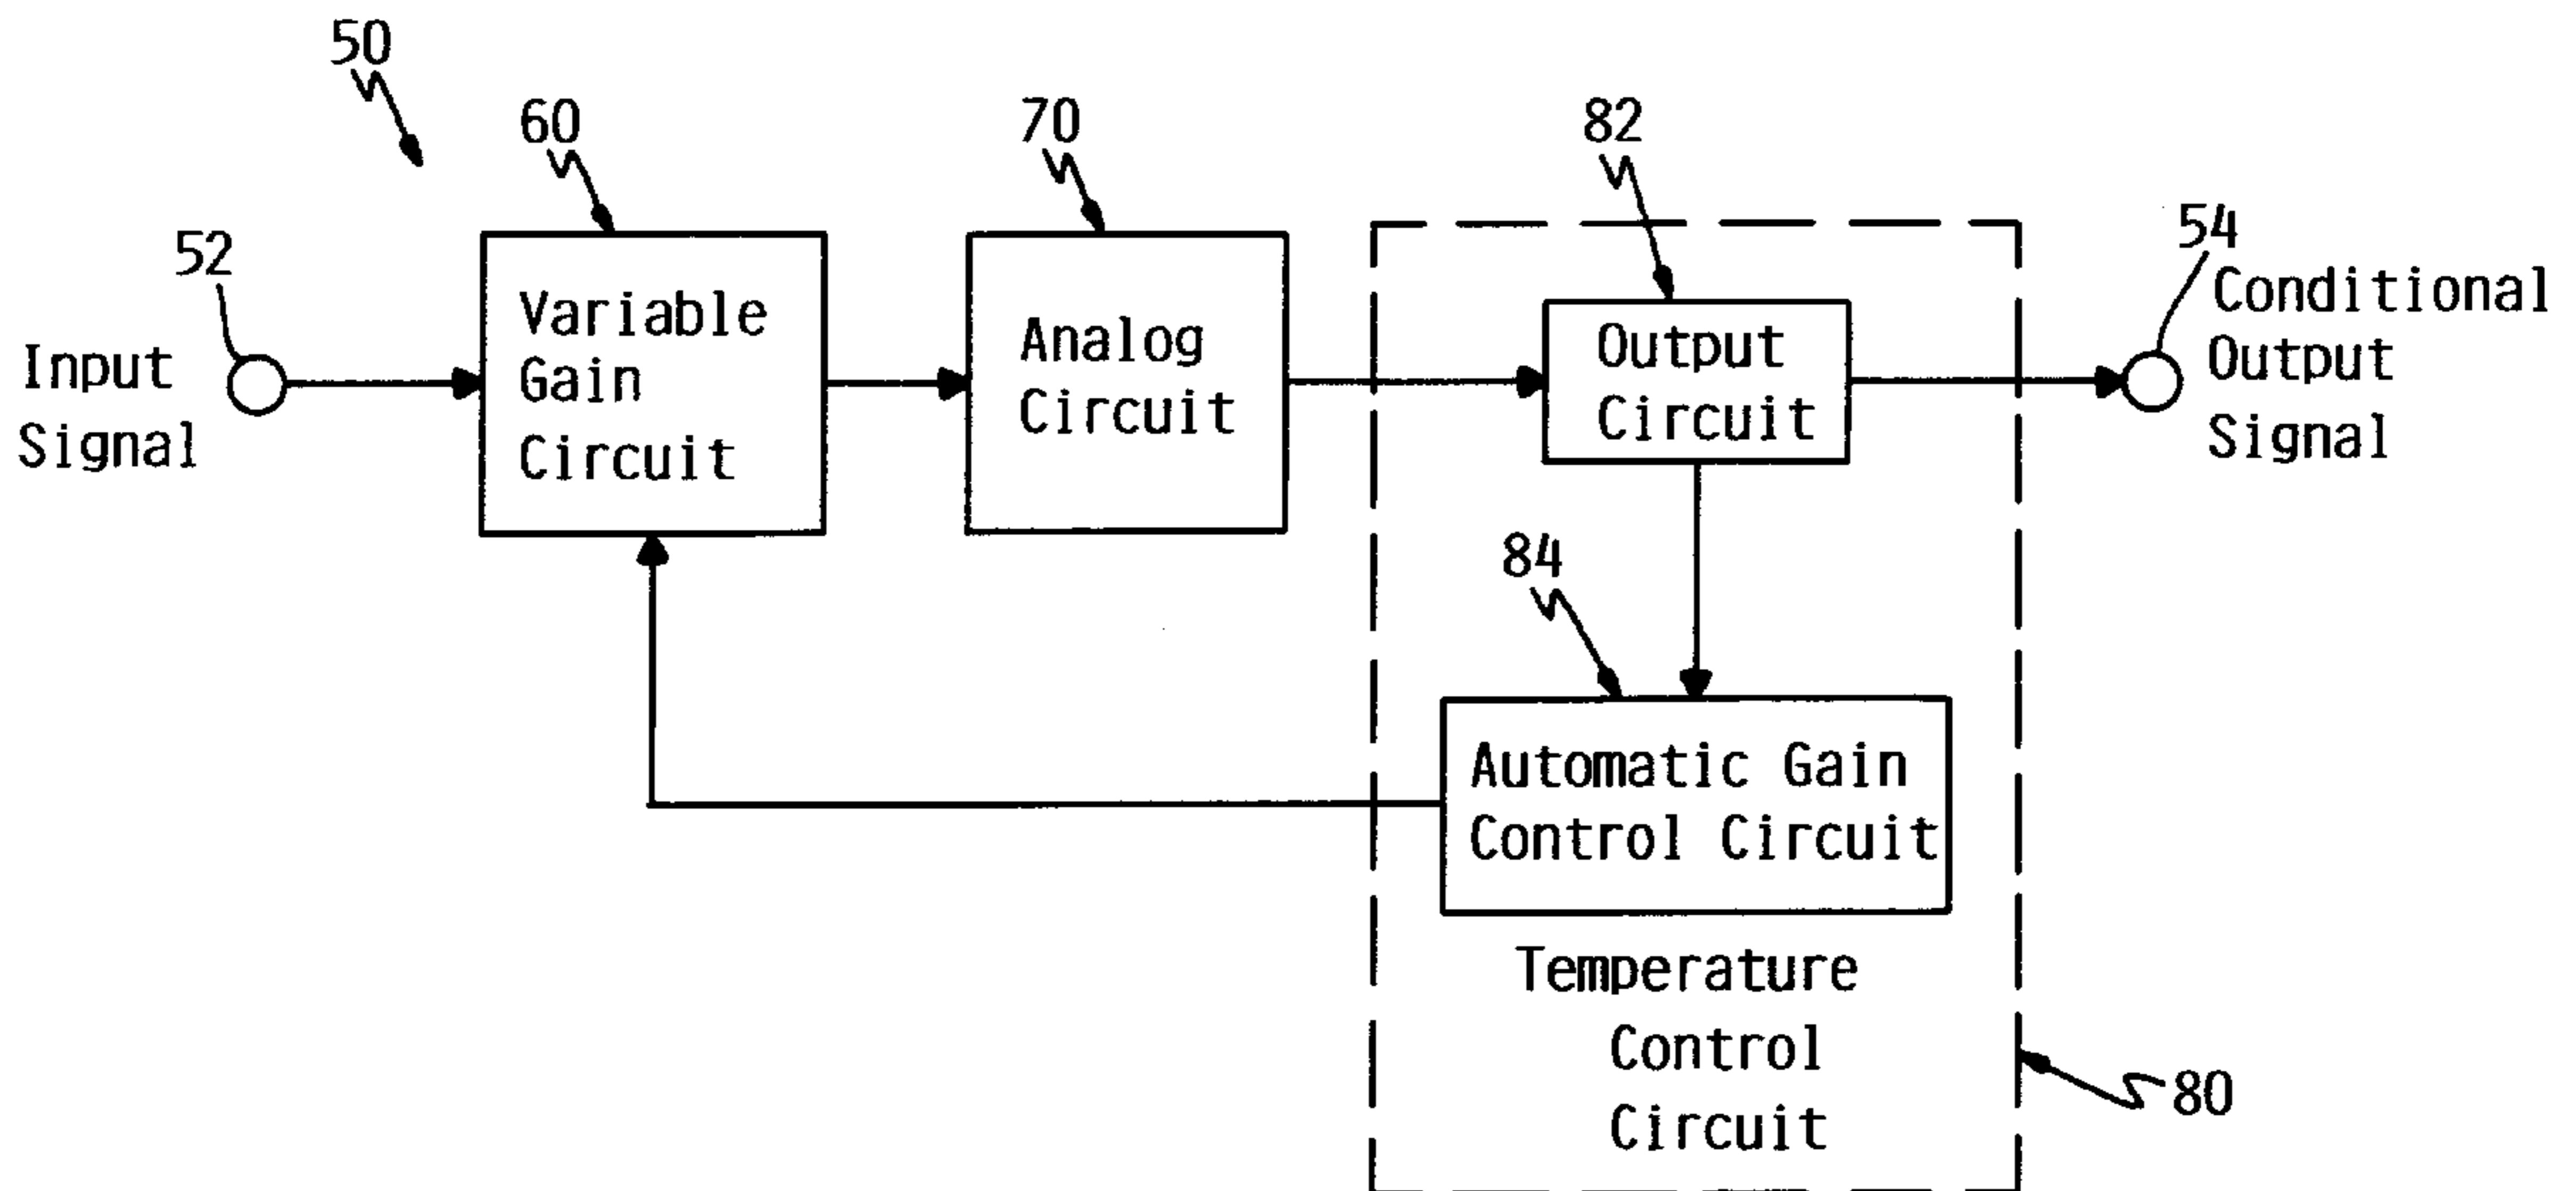 50
60
70
82
52
54
Input
Signal
Variable
Gain
Circuit
Analog
Circuit
Output
Circuit
Conditional
Output
Signal
84
Automatic Gain
Control Circuit
Temperature
Control
Circuit
80